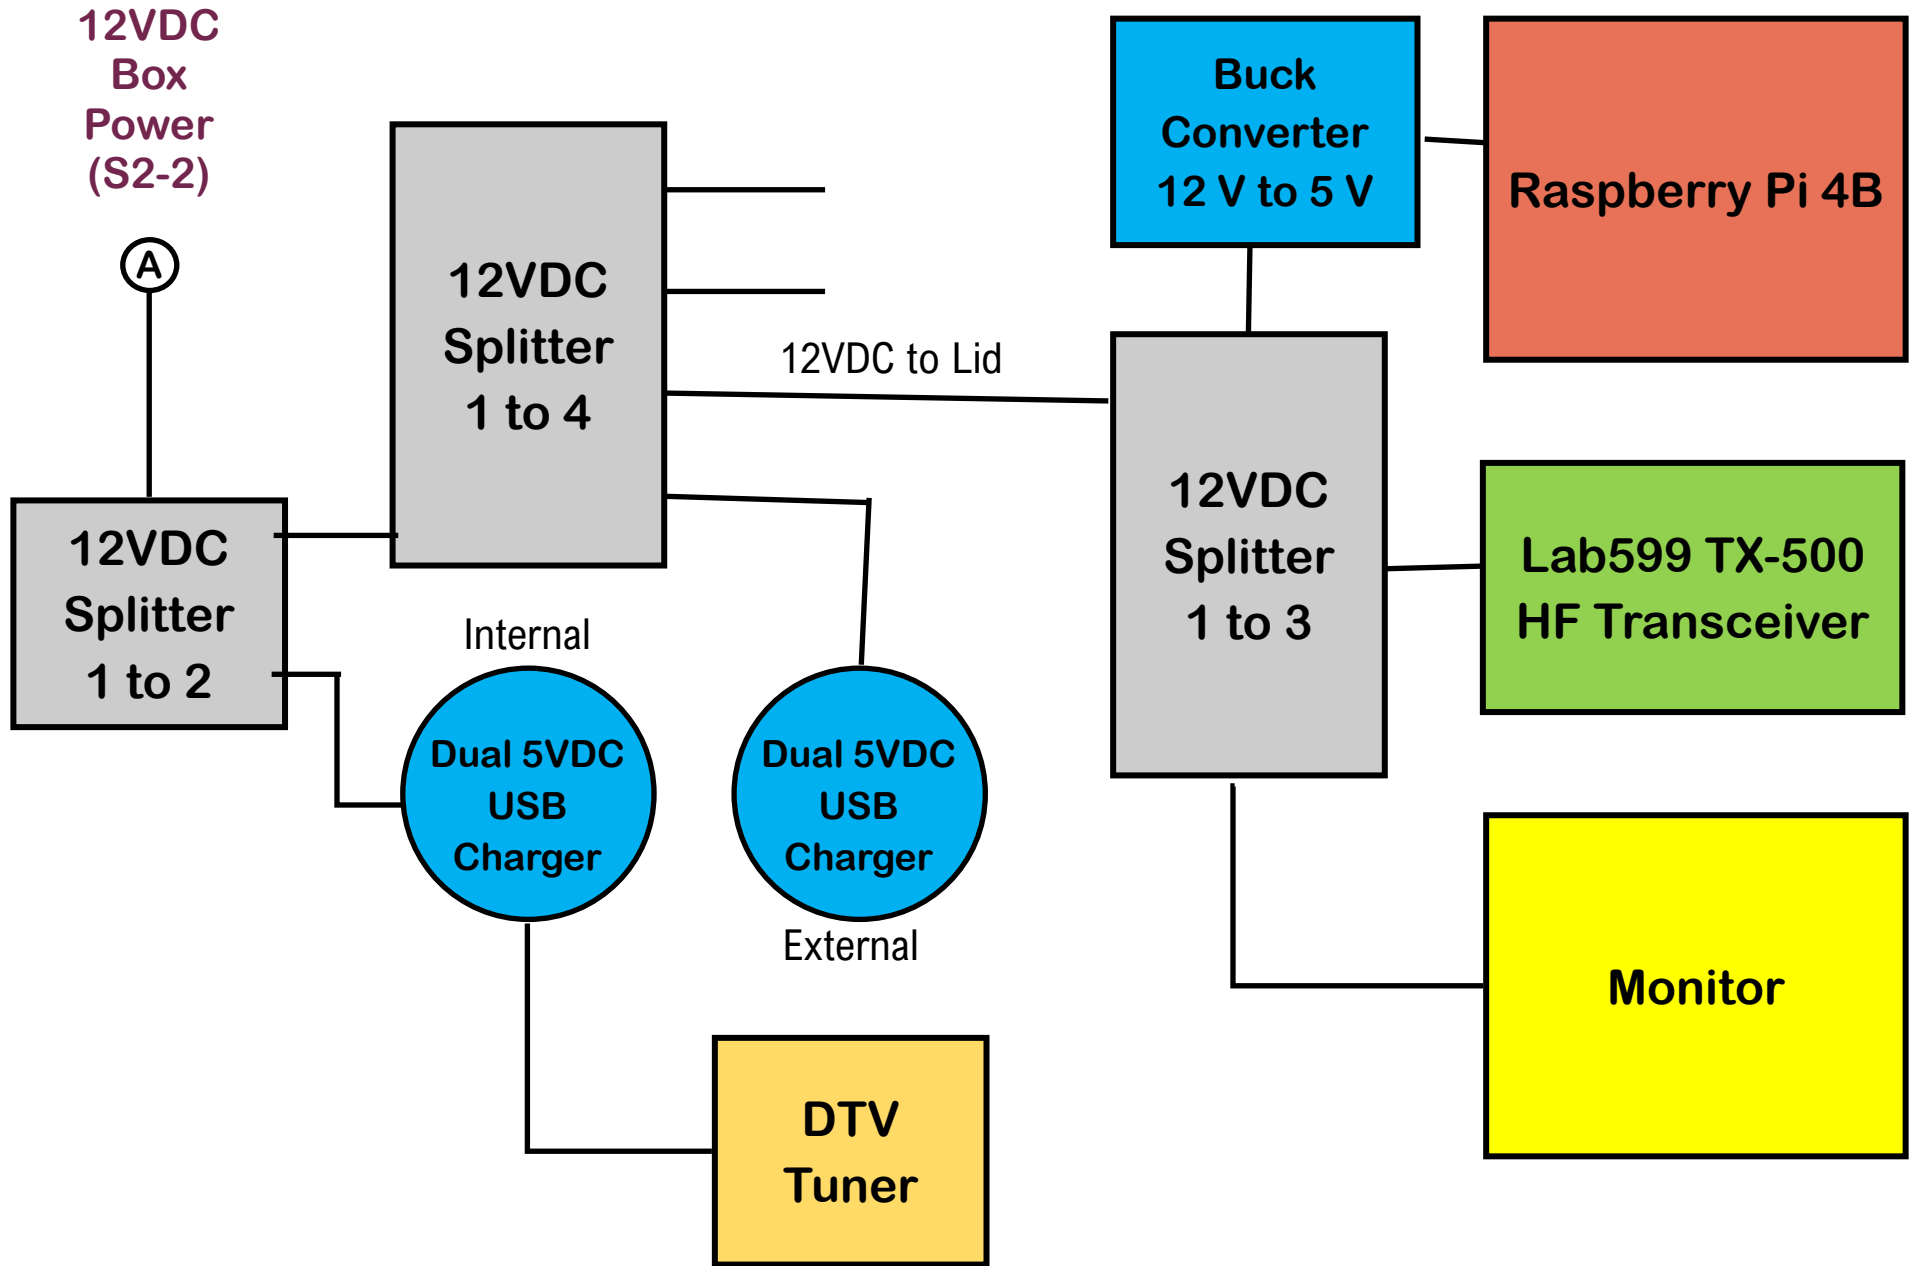 12VDC
Box
Power
(S2-2)
A
12VDC
Splitter
1 to 2
12VDC
Splitter
1 to 4
12VDC to Lid
Internal
Dual 5VDC
USB
Charger
Dual 5VDC
USB
Charger
External
DTV
Tuner
Buck
Converter
12 V to 5 V
Raspberry Pi 4B
12VDC
Splitter
1 to 3
Lab599 TX-500
HF Transceiver
Monitor